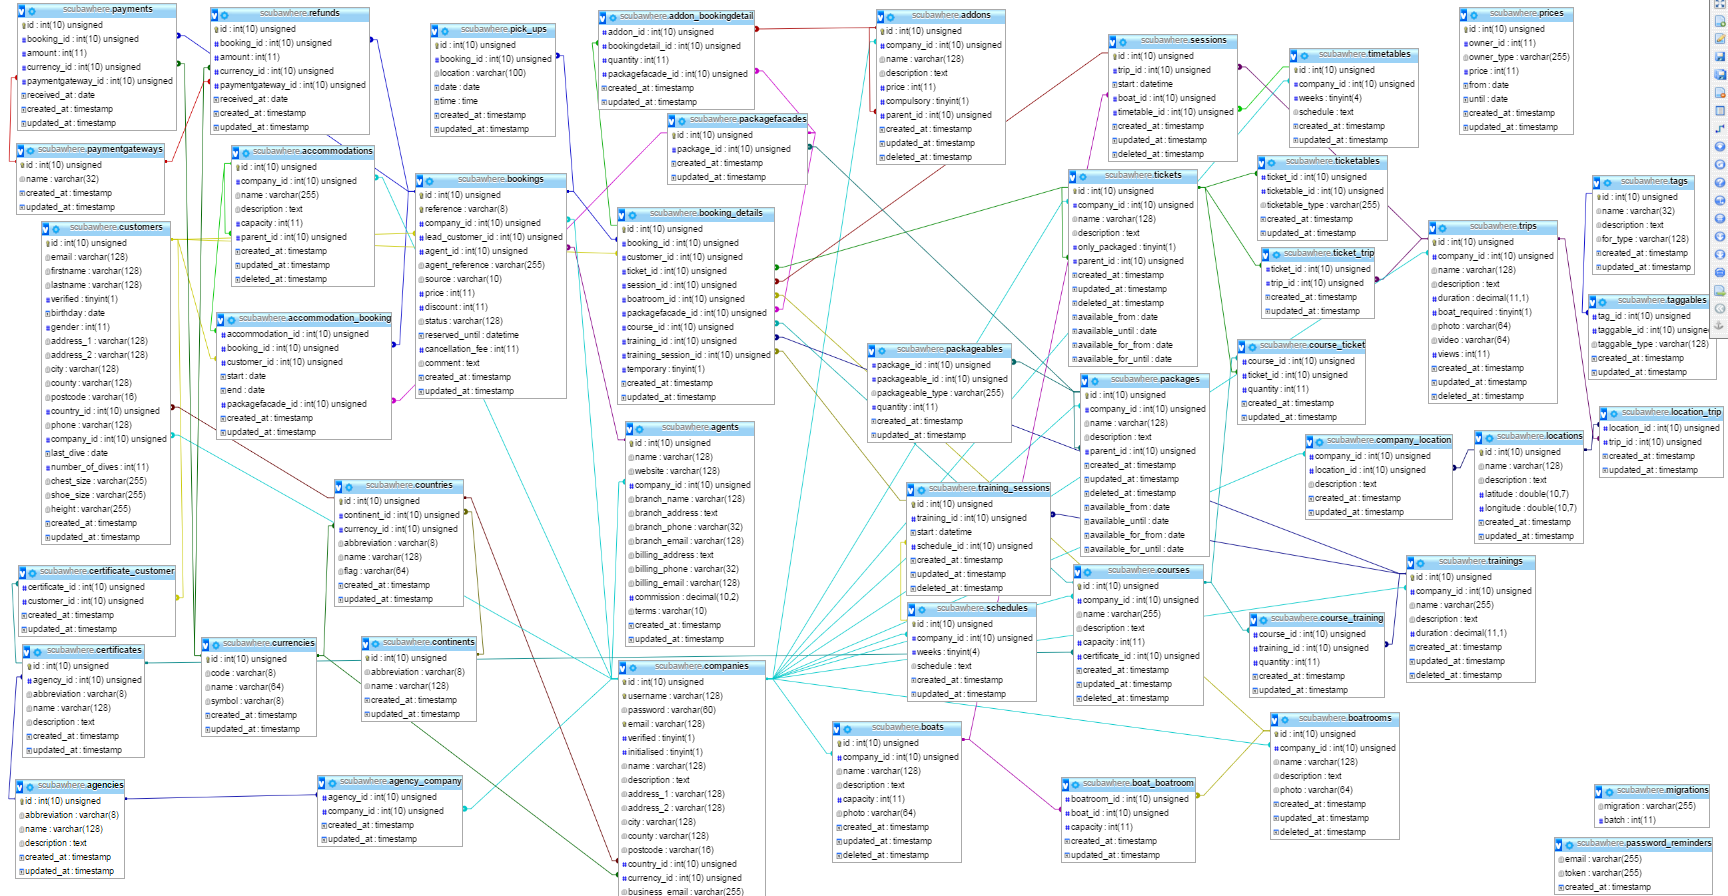 scubawhere.payments
id : int(10) unsigned
booking_id : int(10) unsigned
amount : int(11)
currency_id : int(10) unsigned
paymentgateway_id : int(10) unsigned
received_at : date
created_at : timestamp
updated_at : timestamp
scubawhere.refunds
id : int(10) unsigned
booking_id : int(10) unsigned
amount : int(11)
currency_id : int(10) unsigned
paymentgateway_id : int(10) unsigned
received_at : date
created_at : timestamp
updated_at : timestamp
scubawhere.pick_ups
id : int(10) unsigned
booking_id : int(10) unsigned
location : varchar(100)
date : date
time : time
created_at : timestamp
updated_at : timestamp
scubawhere.addon_bookingdetail
addon_id : int(10) unsigned
bookingdetail_id : int(10) unsigned
quantity : int(11)
packagefacade_id : int(10) unsigned
created_at : timestamp
updated_at : timestamp
scubawhere.addons
id : int(10) unsigned
company_id : int(10) unsigned
name : varchar(128)
description : text
price : int(11)
compulsory : tinyint(1)
parent_id : int(10) unsigned
created_at : timestamp
updated_at : timestamp
deleted_at : timestamp
scubawhere.sessions
id : int(10) unsigned
trip_id : int(10) unsigned
start : datetime
boat_id : int(10) unsigned
timetable_id : int(10) unsigned
created_at : timestamp
updated_at : timestamp
deleted_at : timestamp
scubawhere.timetables
id : int(10) unsigned
company_id : int(10) unsigned
weeks : tinyint(4)
schedule : text
created_at : timestamp
updated_at : timestamp
scubawhere.prices
id : int(10) unsigned
owner_id : int(11)
owner_type : varchar(255)
price : int(11)
from : date
until : date
created_at : timestamp
updated_at : timestamp
scubawhere.paymentgateways
id : int(10) unsigned
name : varchar(32)
created_at : timestamp
updated_at : timestamp
scubawhere.accommodations
id : int(10) unsigned
company_id : int(10) unsigned
name : varchar(255)
description : text
capacity : int(11)
parent_id : int(10) unsigned
created_at : timestamp
updated_at : timestamp
deleted_at : timestamp
scubawhere.packagefacades
id : int(10) unsigned
package_id : int(10) unsigned
created_at : timestamp
updated_at : timestamp
scubawhere.bookings
id : int(10) unsigned
reference : varchar(8)
company_id : int(10) unsigned
lead_customer_id : int(10) unsigned
agent_id : int(10) unsigned
agent_reference : varchar(255)
source : varchar(10)
price : int(11)
discount : int(11)
status : varchar(128)
reserved_until : datetime
cancellation_fee : int(11)
comment : text
created_at : timestamp
updated_at : timestamp
scubawhere.booking_details
id : int(10) unsigned
booking_id : int(10) unsigned
customer_id : int(10) unsigned
ticket_id : int(10) unsigned
session_id : int(10) unsigned
boatroom_id : int(10) unsigned
packagefacade_id : int(10) unsigned
course_id : int(10) unsigned
training_id : int(10) unsigned
training_session_id : int(10) unsigned
temporary : tinyint(1)
created_at : timestamp
updated_at : timestamp
scubawhere.tickets
id : int(10) unsigned
company_id : int(10) unsigned
name : varchar(128)
description : text
only_packaged : tinyint(1)
parent_id : int(10) unsigned
created_at : timestamp
updated_at : timestamp
deleted_at : timestamp
available_from : date
available_until : date
available_for_from : date
available_for_until : date
scubawhere.ticketables
ticket_id : int(10) unsigned
ticketable_id : int(10) unsigned
ticketable_type : varchar(255)
created_at : timestamp
updated_at : timestamp
scubawhere.ticket_trip
ticket_id : int(10) unsigned
trip_id : int(10) unsigned
created_at : timestamp
updated_at : timestamp
scubawhere.trips
id : int(10) unsigned
company_id : int(10) unsigned
name : varchar(128)
description : text
duration : decimal(11,1)
boat_required : tinyint(1)
photo : varchar(64)
video : varchar(64)
views : int(11)
created_at : timestamp
updated_at : timestamp
deleted_at : timestamp
scubawhere.tags
id : int(10) unsigned
name : varchar(32)
for_type : varchar(128)
created_at : timestamp
updated_at : timestamp
scubawhere.taggables
tag_id : int(10) unsigned
taggable_id : int(10) unsigned
taggable_type : varchar(128)
created_at : timestamp
updated_at : timestamp
scubawhere.customers
id : int(10) unsigned
email : varchar(128)
firstname : varchar(128)
lastname : varchar(128)
verified : tinyint(1)
birthday : date
gender : int(11)
address_1 : varchar(128)
address_2 : varchar(128)
city : varchar(128)
county : varchar(128)
postcode : varchar(16)
country_id : int(10) unsigned
phone : varchar(128)
company_id : int(10) unsigned
last_dive : date
number_of_dives : int(11)
chest_size : varchar(255)
shoe_size : varchar(255)
height : varchar(255)
created_at : timestamp
updated_at : timestamp
scubawhere.accommodation_booking
accommodation_id : int(10) unsigned
booking_id : int(10) unsigned
customer_id : int(10) unsigned
start : date
end : date
packagefacade_id : int(10) unsigned
created_at : timestamp
updated_at : timestamp
scubawhere.packageables
package_id : int(10) unsigned
packageable_id : int(10) unsigned
packageable_type : varchar(255)
quantity : int(11)
created_at : timestamp
updated_at : timestamp
scubawhere.packages
id : int(10) unsigned
company_id : int(10) unsigned
name : varchar(128)
description : text
parent_id : int(10) unsigned
created_at : timestamp
updated_at : timestamp
deleted_at : timestamp
available_from : date
available_until : date
available_for_from : date
available_for_until : date
scubawhere.course_ticket
course_id : int(10) unsigned
ticket_id : int(10) unsigned
quantity : int(11)
created_at : timestamp
updated_at : timestamp
scubawhere.company_location
company_id : int(10) unsigned
location_id : int(10) unsigned
description : text
created_at : timestamp
updated_at : timestamp
scubawhere.locations
id : int(10) unsigned
name : varchar(128)
description : text
latitude : double(10,7)
longitude : double(10,7)
created_at : timestamp
updated_at : timestamp
scubawhere.location_trip
location_id : int(10) unsigned
trip_id : int(10) unsigned
created_at : timestamp
updated_at : timestamp
scubawhere.agents
id : int(10) unsigned
name : varchar(128)
website : varchar(128)
company_id : int(10) unsigned
branch_name : varchar(128)
branch_address : text
branch_phone : varchar(32)
branch_email : varchar(128)
billing_address : text
billing_phone : varchar(32)
billing_email : varchar(128)
commission : decimal(10,2)
terms : varchar(10)
created_at : timestamp
updated_at : timestamp
scubawhere.countries
id : int(10) unsigned
continent_id : int(10) unsigned
currency_id : int(10) unsigned
abbreviation : varchar(8)
name : varchar(128)
flag : varchar(64)
created_at : timestamp
updated_at : timestamp
scubawhere.training_sessions
id : int(10) unsigned
training_id : int(10) unsigned
start : datetime
schedule_id : int(10) unsigned
created_at : timestamp
updated_at : timestamp
deleted_at : timestamp
scubawhere.schedules
id : int(10) unsigned
company_id : int(10) unsigned
weeks : tinyint(4)
schedule : text
created_at : timestamp
updated_at : timestamp
scubawhere.courses
id : int(10) unsigned
company_id : int(10) unsigned
name : varchar(255)
description : text
capacity : int(11)
certificate_id : int(10) unsigned
created_at : timestamp
updated_at : timestamp
deleted_at : timestamp
scubawhere.course_training
course_id : int(10) unsigned
training_id : int(10) unsigned
quantity : int(11)
created_at : timestamp
updated_at : timestamp
scubawhere.trainings
id : int(10) unsigned
company_id : int(10) unsigned
name : varchar(255)
description : text
duration : decimal(11,1)
created_at : timestamp
updated_at : timestamp
deleted_at : timestamp
scubawhere.certificate_customer
certificate_id : int(10) unsigned
customer_id : int(10) unsigned
created_at : timestamp
updated_at : timestamp
scubawhere.certificates
id : int(10) unsigned
agency_id : int(10) unsigned
abbreviation : varchar(8)
name : varchar(128)
description : text
created_at : timestamp
updated_at : timestamp
scubawhere.currencies
id : int(10) unsigned
code : varchar(8)
name : varchar(64)
symbol : varchar(8)
created_at : timestamp
updated_at : timestamp
scubawhere.continents
id : int(10) unsigned
abbreviation : varchar(8)
name : varchar(128)
created_at : timestamp
updated_at : timestamp
scubawhere.companies
id : int(10) unsigned
username : varchar(128)
password : varchar(60)
email : varchar(128)
verified : tinyint(1)
initialised : tinyint(1)
name : varchar(128)
description : text
address_1 : varchar(128)
address_2 : varchar(128)
city : varchar(128)
county : varchar(128)
postcode : varchar(16)
country_id : int(10) unsigned
currency_id : int(10) unsigned
business_email : varchar(255)
scubawhere.boats
id : int(10) unsigned
company_id : int(10) unsigned
name : varchar(128)
description : text
capacity : int(11)
photo : varchar(64)
created_at : timestamp
updated_at : timestamp
deleted_at : timestamp
scubawhere.boat_boatroom
boatroom_id : int(10) unsigned
boat_id : int(10) unsigned
capacity : int(11)
created_at : timestamp
updated_at : timestamp
scubawhere.boatrooms
id : int(10) unsigned
company_id : int(10) unsigned
name : varchar(128)
description : text
photo : varchar(64)
created_at : timestamp
updated_at : timestamp
deleted_at : timestamp
scubawhere.agencies
id : int(10) unsigned
abbreviation : varchar(8)
name : varchar(128)
description : text
created_at : timestamp
updated_at : timestamp
scubawhere.agency_company
agency_id : int(10) unsigned
company_id : int(10) unsigned
created_at : timestamp
updated_at : timestamp
scubawhere.migrations
migration : varchar(255)
batch : int(11)
scubawhere.password_reminders
email : varchar(255)
token : varchar(255)
created_at : timestamp